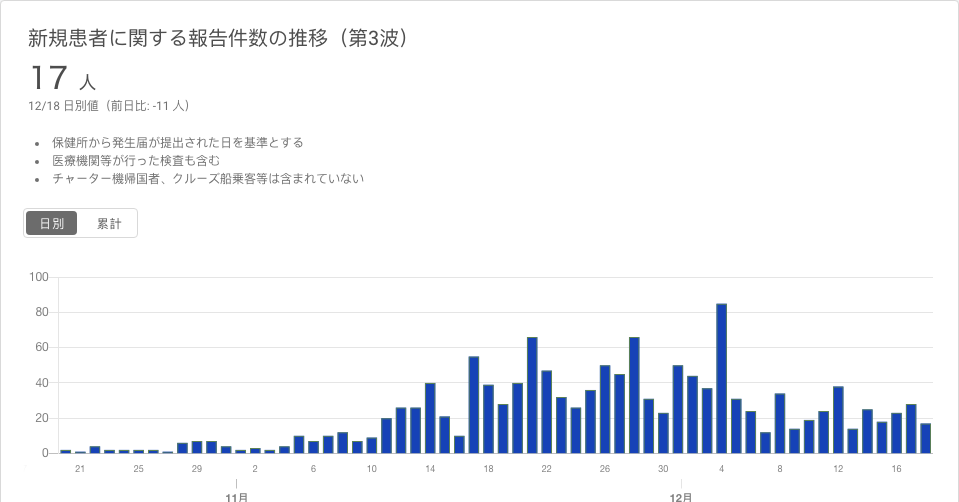 新規患者に関する報告件数の推移（第3波）
17 人
12/18 日別値（前日比: -11 人）
保健所から発生届が提出された日を基準とする
医療機関等が行った検査も含む
チャーター機帰国者、クルーズ船乗客等は含まれていない
日別 累計
100
80
60
40
20
0
21 25 29 2 6 10 14 18 22 26 30 4 8 12 16
11月 12月